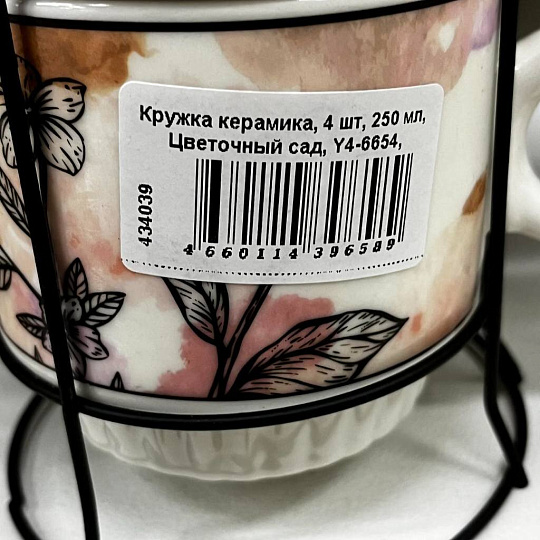 Кружка керамика, 4 шт, 250 мл,
Цветочный сад, Y4-6654,
434039
4 660114 396589